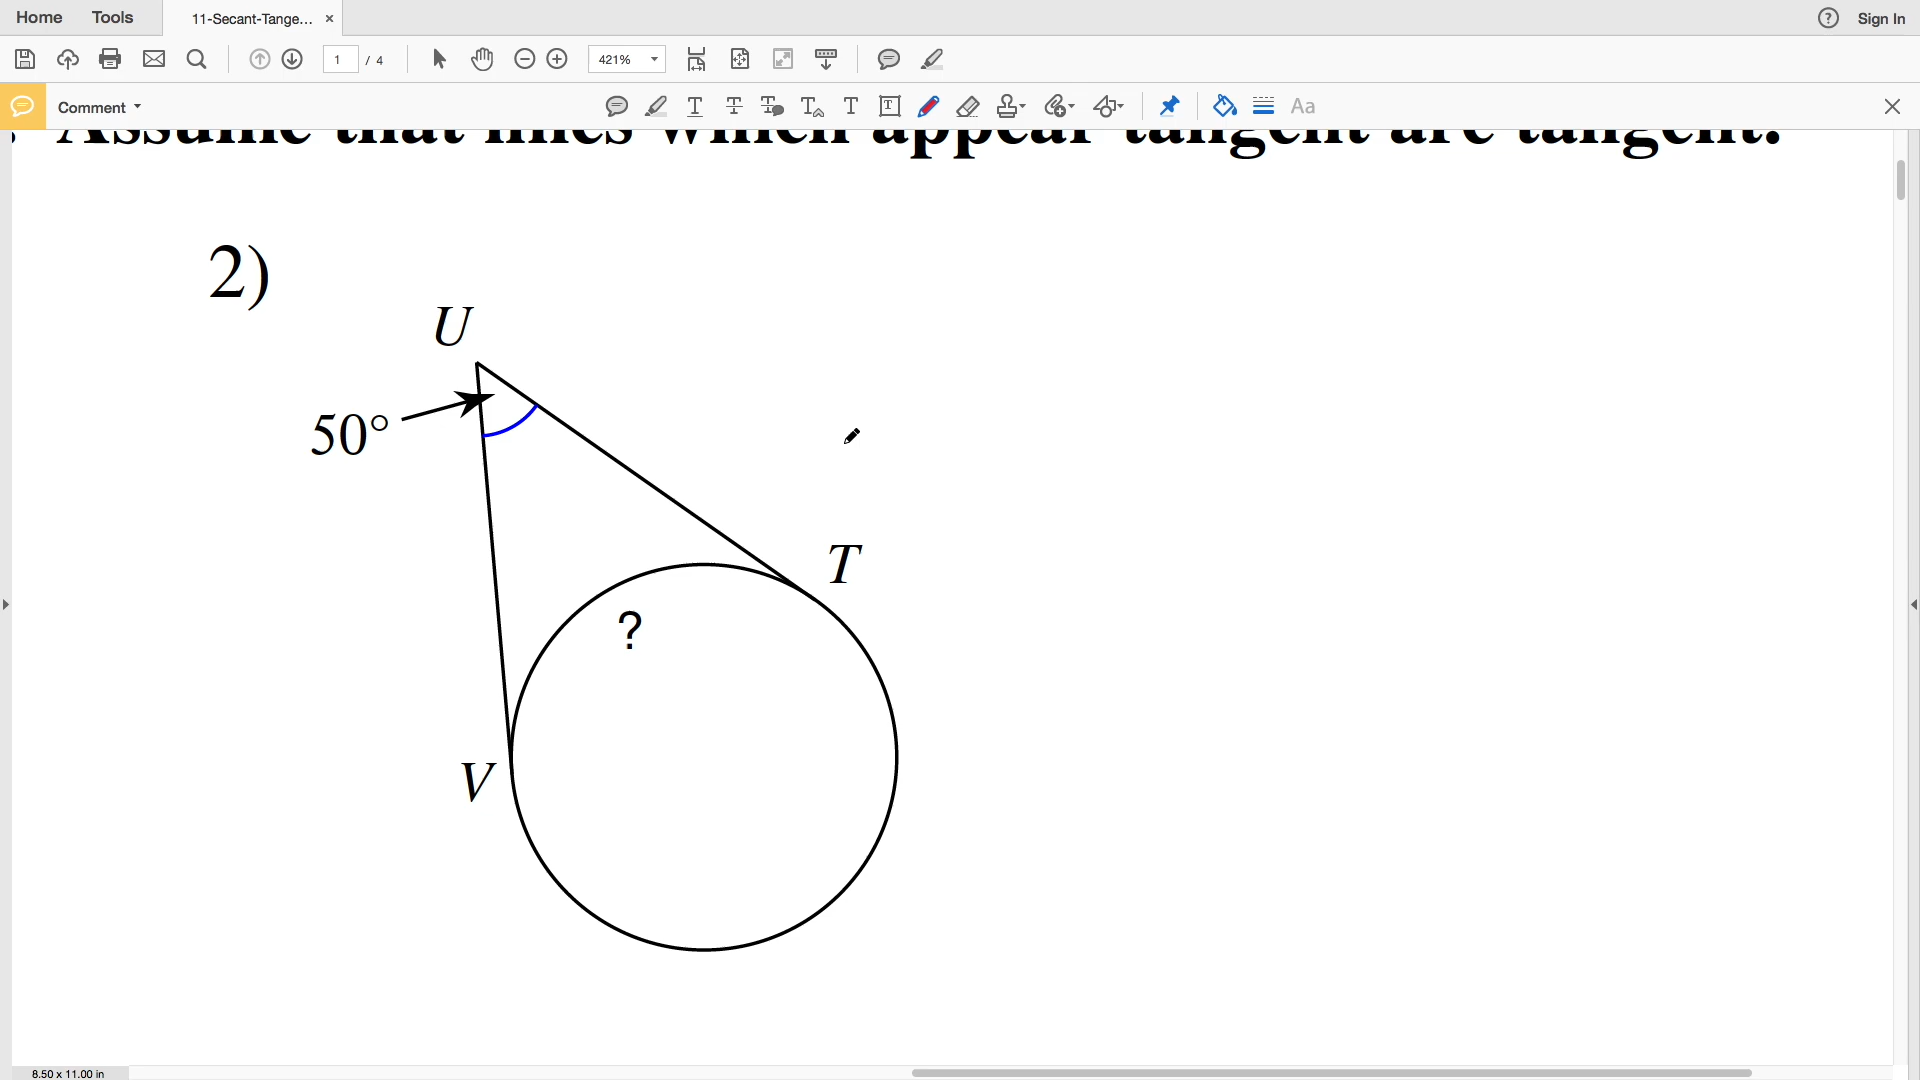 Home Tools 11-Secant-Tange... × ? Sign In
1 / 4 421%
Comment T T T T T T Aa
Assume that lines which appear tangent are tangent.
2)
U
50°
T
?
V
8.50 x 11.00 in